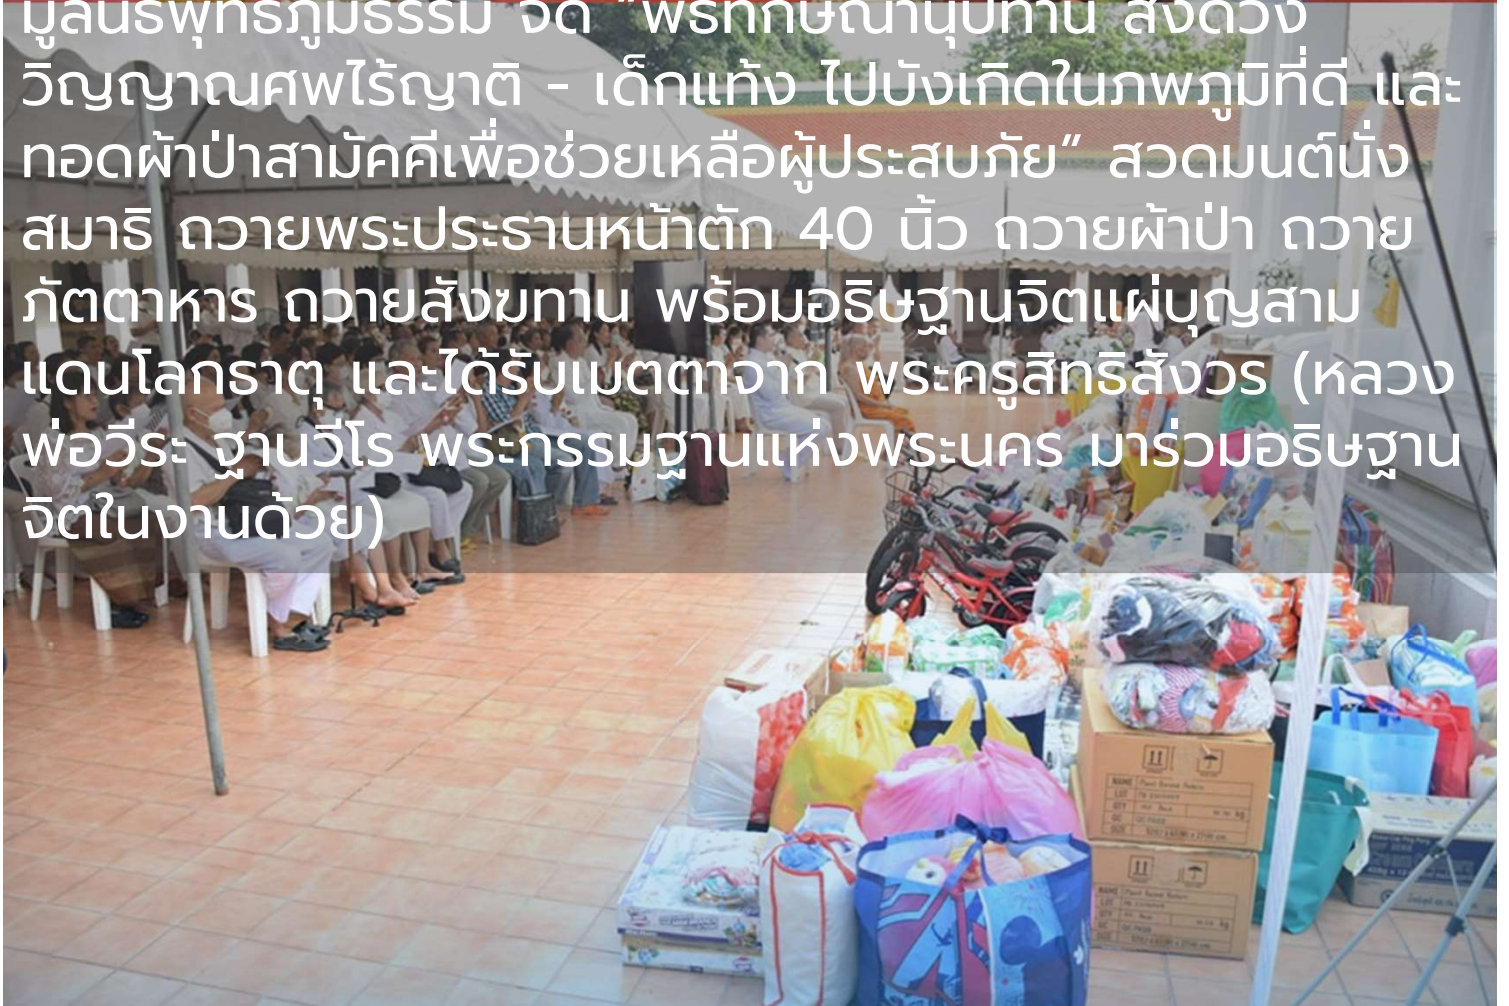 มูลนิธิพุทธภูมิธรรม จัด "พิธีทักษิณานุปทาน ส่งดวง
วิญญาณศพไร้ญาติ - เด็กแท้ง ไปบังเกิดในภพภูมิที่ดี และ
ทอดผ้าป่าสามัคคีเพื่อช่วยเหลือผู้ประสบภัย" สวดมนต์นั่ง
สมาธิ ถวายพระประธานหน้าตัก 40 นิ้ว ถวายผ้าป่า ถวาย
ภัตตาหาร ถวายสังฆทาน พร้อมอธิษฐานจิตแผ่บุญสาม
แดนโลกธาตุ และได้รับเมตตาจาก พระครูสิทธิสังวร (หลวง
พ่อวีระ ฐานวีโร พระกรรมฐานแห่งพระนคร มาร่วมอธิษฐาน
จิตในงานด้วย)
NAME
LOT
QTY
QC QC PASS
SIZE
NAME
LOT
QTY
QC
SIZE